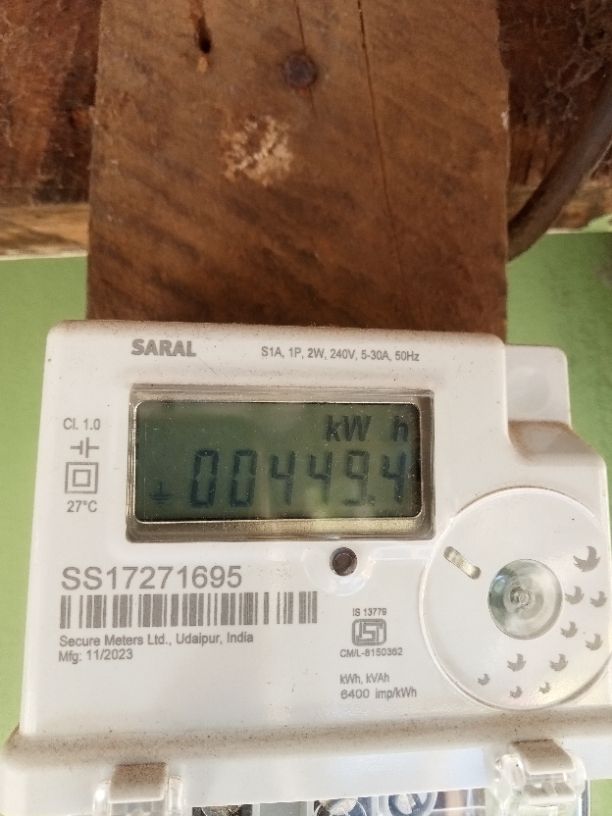 SARAL
S1A, 1P, 2W, 240V, 5-30A, 50Hz
Cl. 1.0
kW h
00449.4
27°C
SS17271695
Secure Meters Ltd., Udaipur, India
Mfg: 11/2023
IS 13779
ISI
CM/L-8150362
kWh, kVAh
6400 imp/kWh